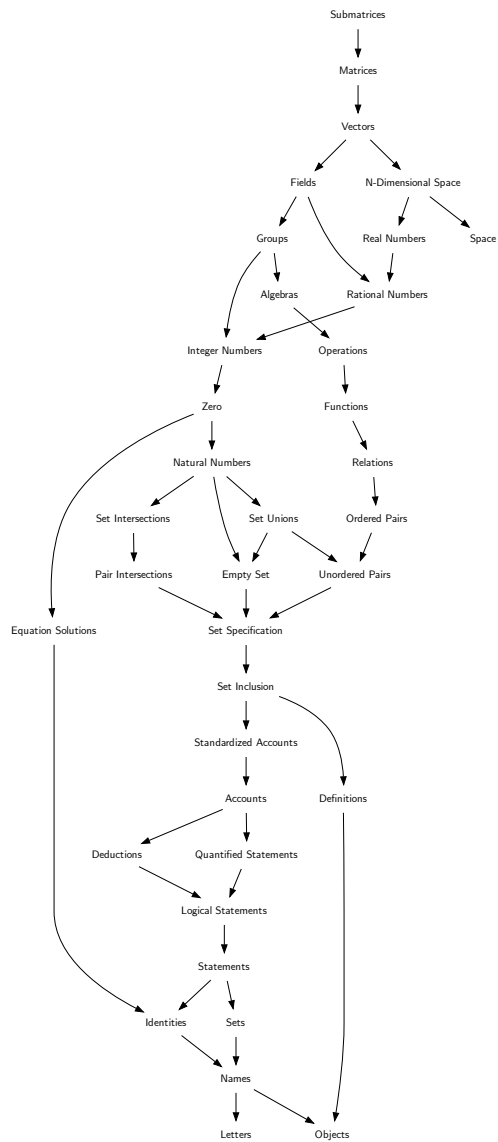 Submatrices
Matrices
Vectors
Fields
N-Dimensional Space
Groups
Real Numbers
Space
Algebras
Rational Numbers
Integer Numbers
Operations
Zero
Functions
Natural Numbers
Relations
Set Intersections
Set Unions
Ordered Pairs
Pair Intersections
Empty Set
Unordered Pairs
Equation Solutions
Set Specification
Set Inclusion
Standardized Accounts
Accounts
Definitions
Deductions
Quantified Statements
Logical Statements
Statements
Identities
Sets
Names
Letters
Objects